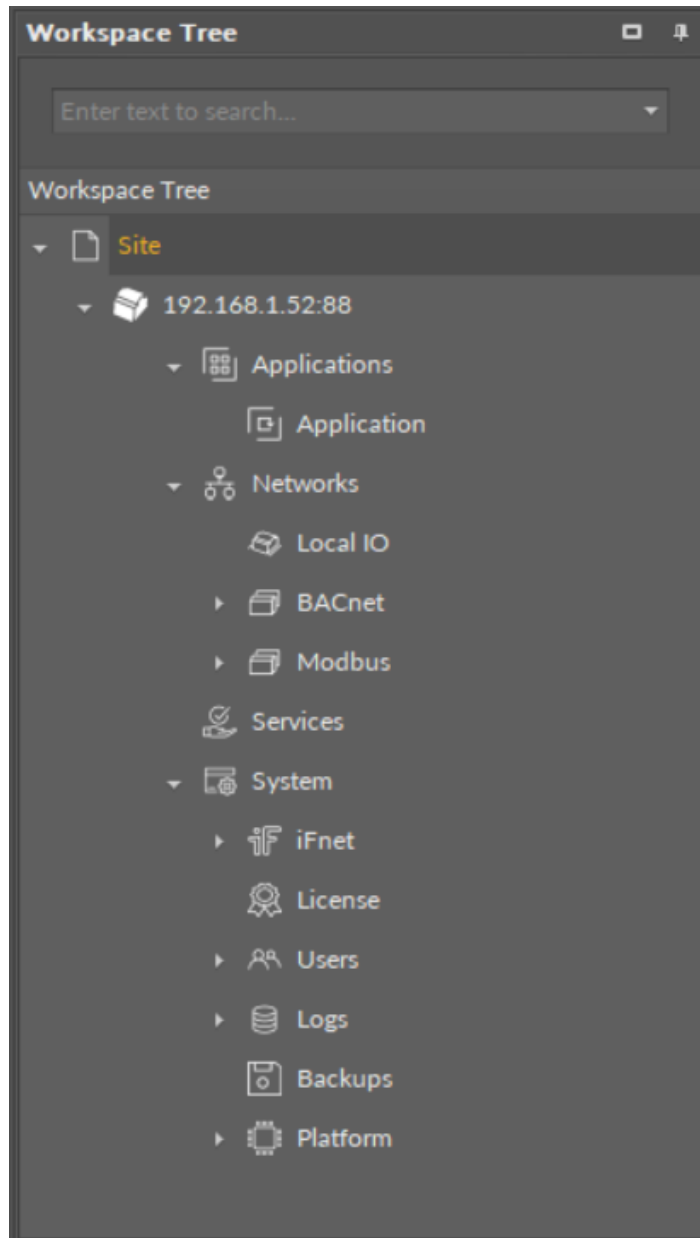 Workspace Tree
Enter text to search...
Workspace Tree
Site
192.168.1.52:88
Applications
Application
Networks
Local IO
BACnet
Modbus
Services
System
iFnet
License
Users
Logs
Backups
Platform